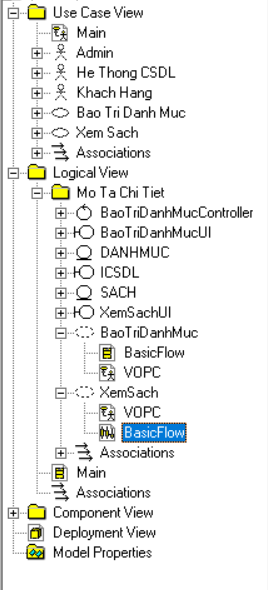 Use Case View
Main
Admin
He Thong CSDL
Khach Hang
Bao Tri Danh Muc
Xem Sach
Associations
Logical View
Mo Ta Chi Tiet
BaoTriDanhMucController
BaoTriDanhMucUI
DANHMUC
ICSDL
SACH
XemSachUI
BaoTriDanhMuc
BasicFlow
VOPC
XemSach
VOPC
BasicFlow
Associations
Main
Associations
Component View
Deployment View
Model Properties